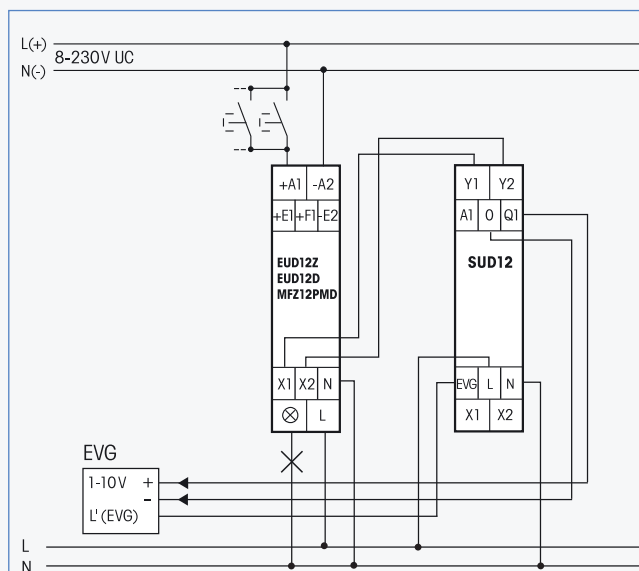 L(+)
8-230V UC
N(-)
+A1 -A2
+E1 +F1 -E2
EUD12Z
EUD12D
MFZ12PMD
X1 X2 N
L
Y1 Y2
A1 0 Q1
SUD12
EVG L N
X1 X2
EVG
1-10V +
-
L' (EVG)
L
N